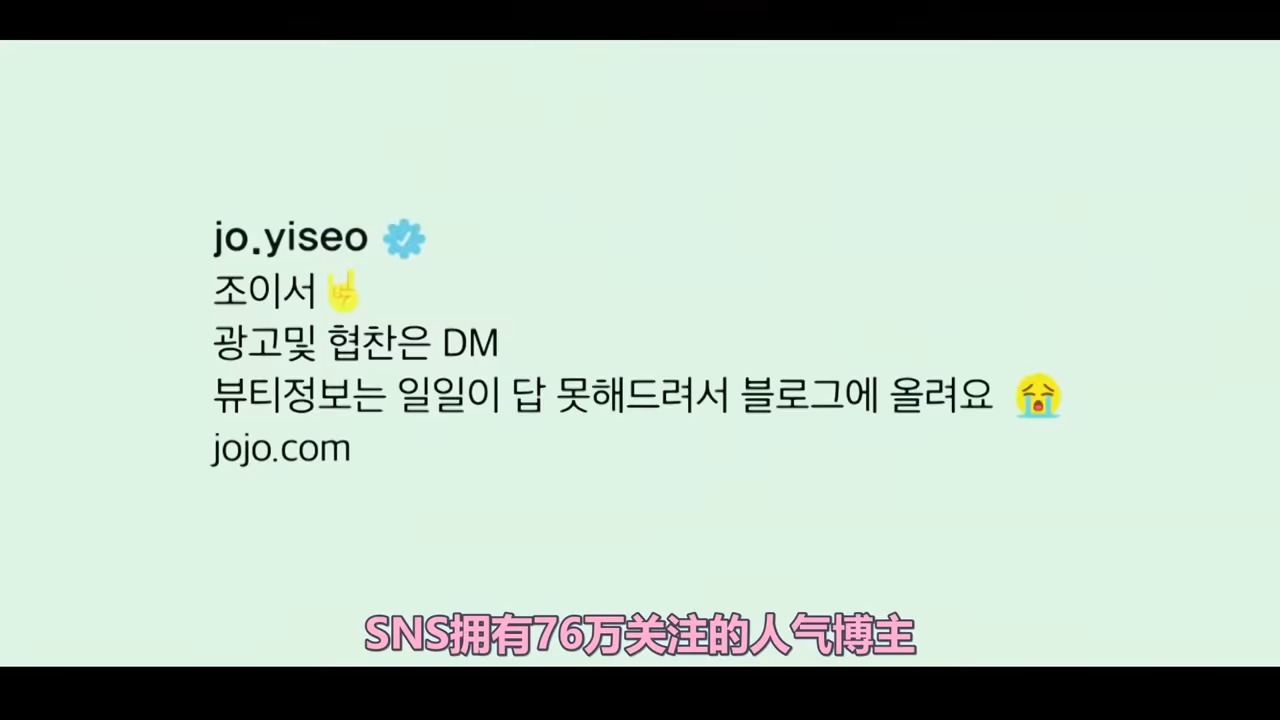 jo.yiseo
조이서🤘
광고및 협찬은 DM
뷰티정보는 일일이 답 못해드려서 블로그에 올려요 😭
jojo.com
SNS拥有76万关注的人气博主